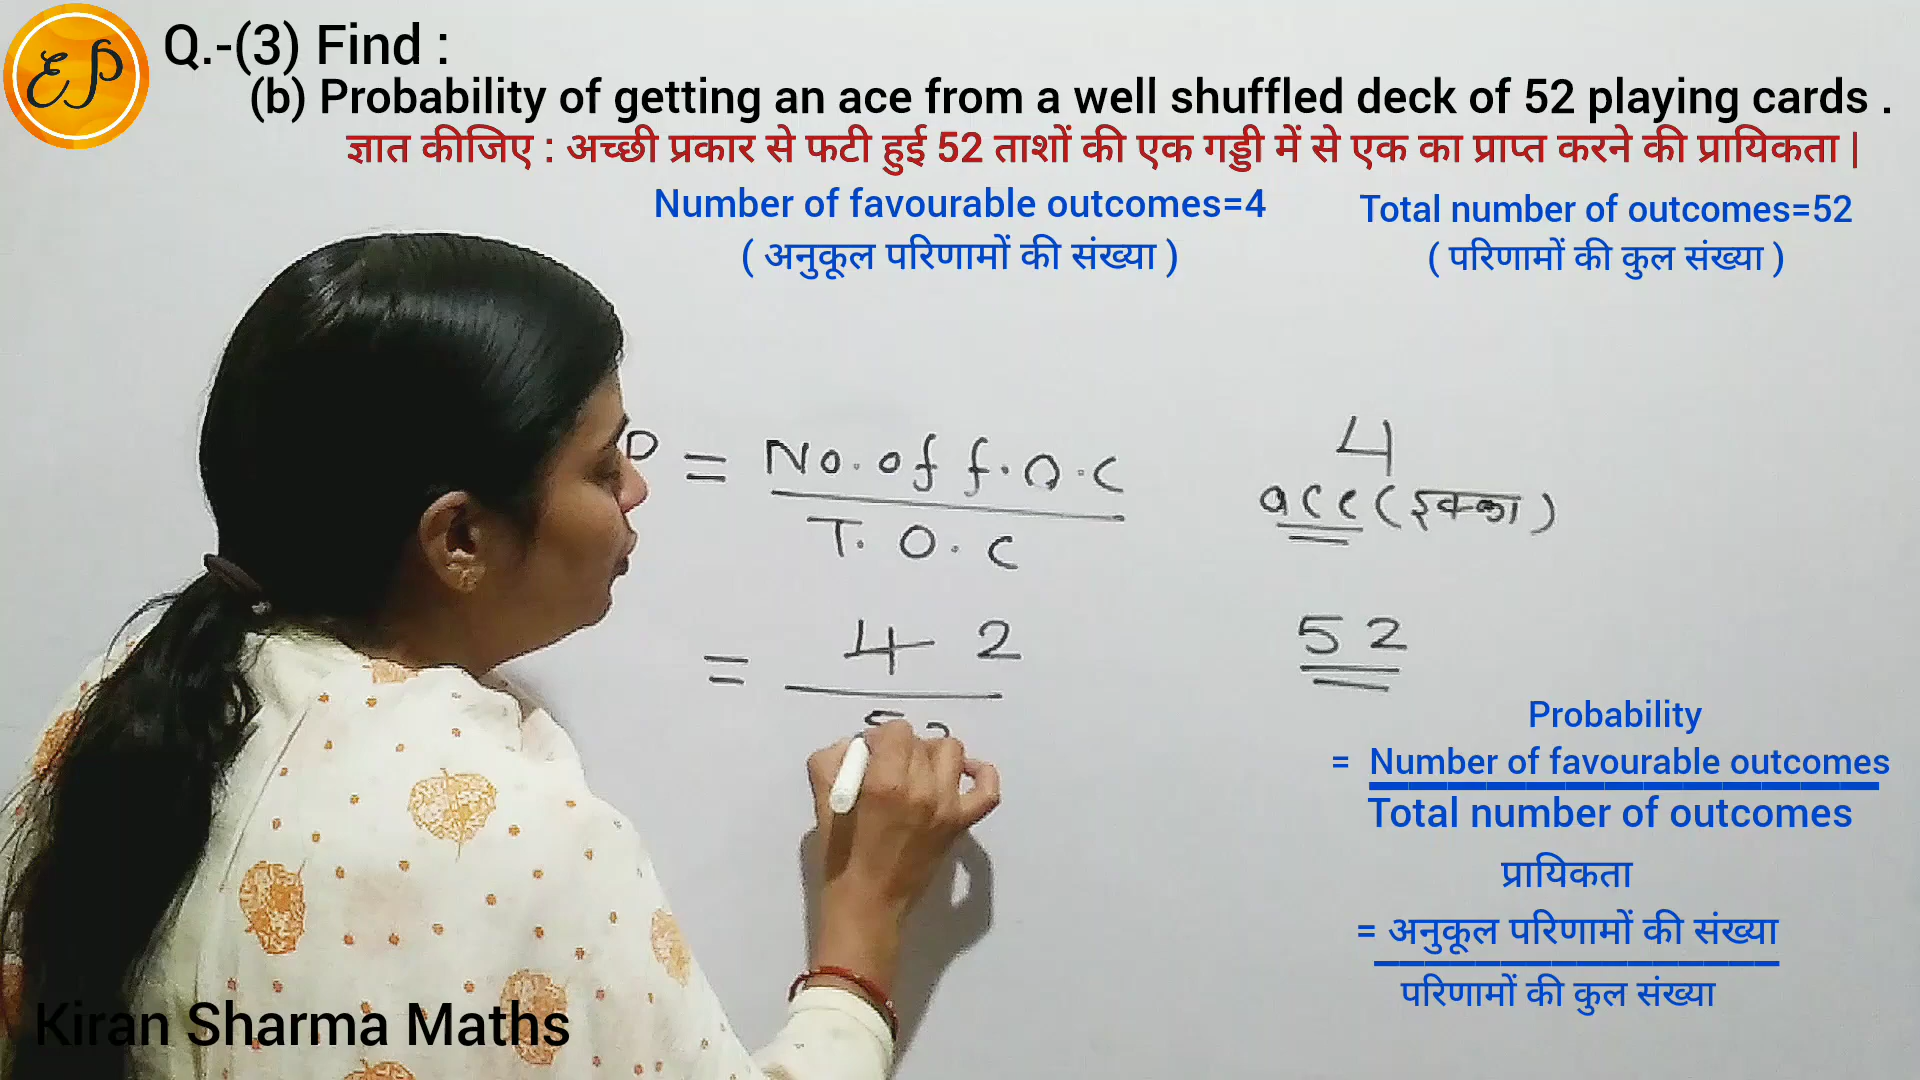 EP
Q.-(3) Find :
(b) Probability of getting an ace from a well shuffled deck of 52 playing cards .
ज्ञात कीजिए : अच्छी प्रकार से फटी हुई 52 ताशों की एक गड्डी में से एक का प्राप्त करने की प्रायिकता |
Number of favourable outcomes=4
( अनुकूल परिणामों की संख्या )
Total number of outcomes=52
( परिणामों की कुल संख्या )
P = No. of f.O.C
T. O. C
4
ace (इक्का)
= 4 2
52
52
Probability
= Number of favourable outcomes
Total number of outcomes
प्रायिकता
= अनुकूल परिणामों की संख्या
परिणामों की कुल संख्या
Kiran Sharma Maths